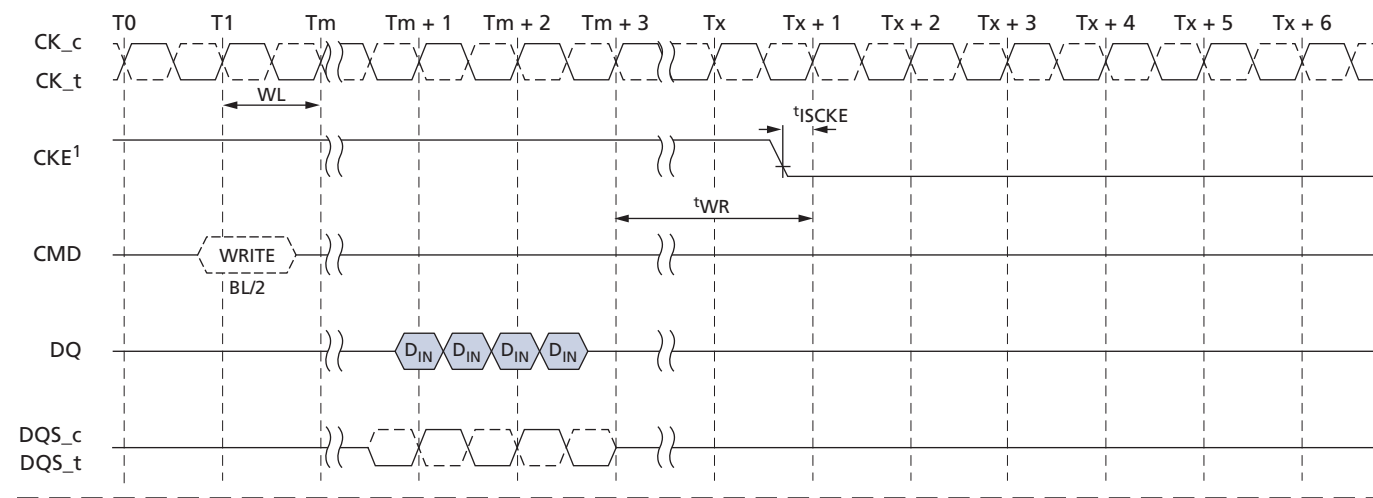 T0 T1 Tm Tm + 1 Tm + 2 Tm + 3 Tx Tx + 1 Tx + 2 Tx + 3 Tx + 4 Tx + 5 Tx + 6
CK_c
CK_t
WL
tISCKE
CKE1
tWR
CMD WRITE
BL/2
DQ DIN DIN DIN DIN
DQS_c
DQS_t